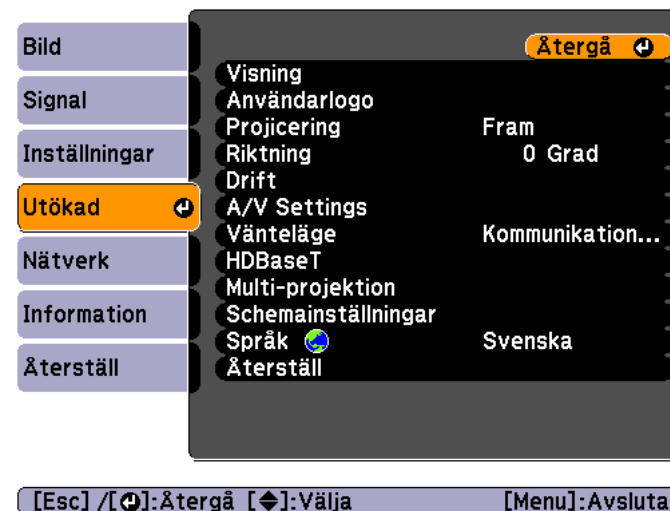 Bild
Signal
Inställningar
Utökad
Nätverk
Information
Återställ
Återgå
Visning
Användarlogo
Projicering Fram
Riktning 0 Grad
Drift
A/V Settings
Vänteläge Kommunikation...
HDBaseT
Multi-projektion
Schemainställningar
Språk Svenska
Återställ
[Esc] /[ ]:Återgå [ ]:Välja [Menu]:Avsluta